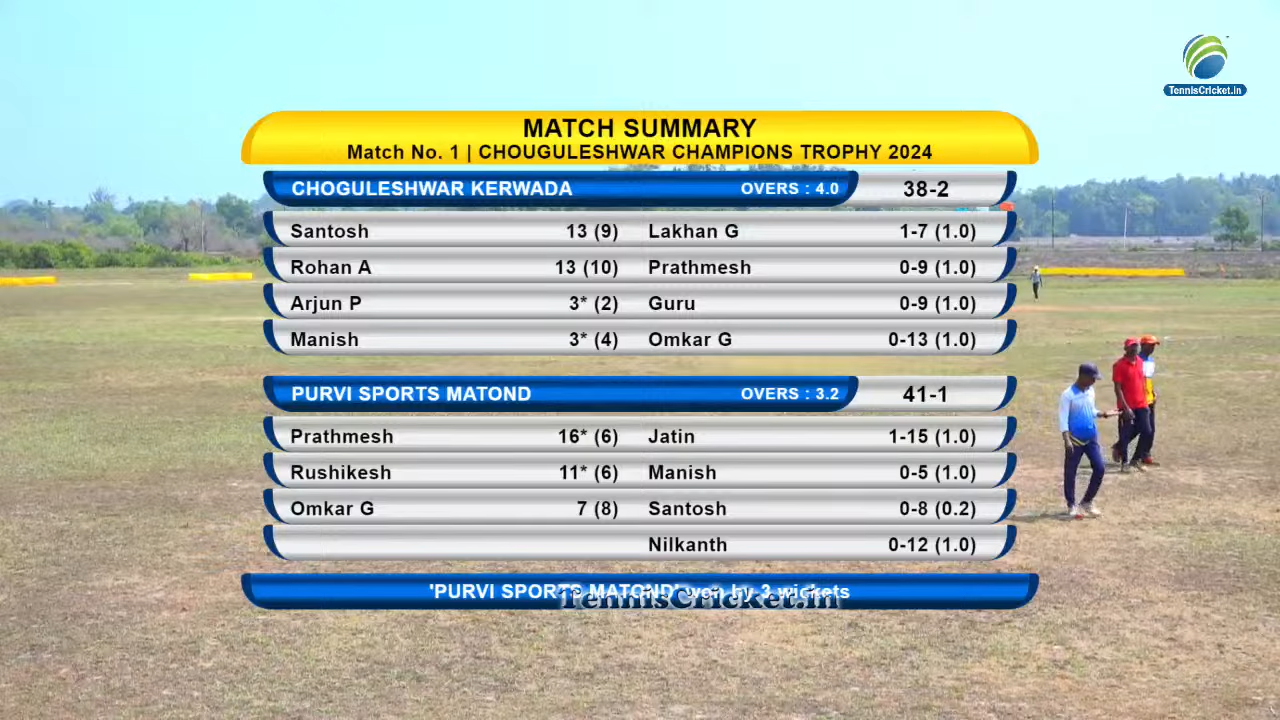 TennisCricket.in
MATCH SUMMARY
Match No. 1 | CHOUGULESHWAR CHAMPIONS TROPHY 2024
CHOGULESHWAR KERWADA OVERS : 4.0 38-2
Santosh 13 (9) Lakhan G 1-7 (1.0)
Rohan A 13 (10) Prathmesh 0-9 (1.0)
Arjun P 3* (2) Guru 0-9 (1.0)
Manish 3* (4) Omkar G 0-13 (1.0)
PURVI SPORTS MATOND OVERS : 3.2 41-1
Prathmesh 16* (6) Jatin 1-15 (1.0)
Rushikesh 11* (6) Manish 0-5 (1.0)
Omkar G 7 (8) Santosh 0-8 (0.2)
Nilkanth 0-12 (1.0)
'PURVI SPORTS MATOND' won by 3 wickets
TennisCricket.in